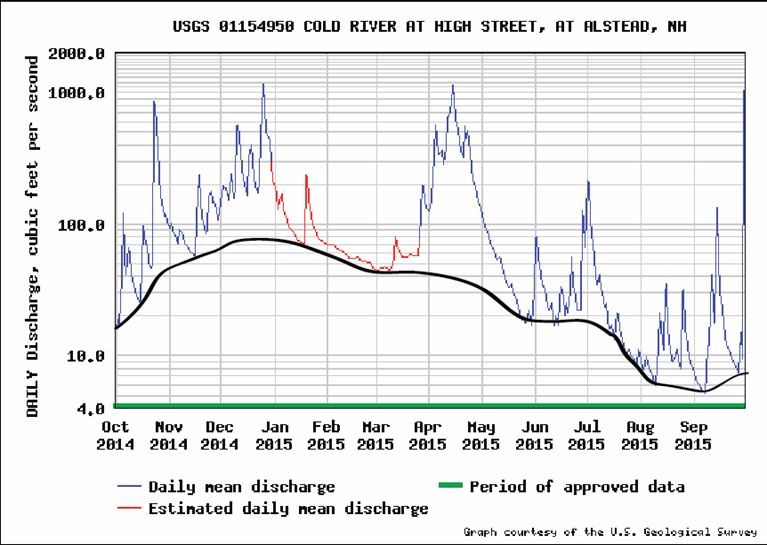 USGS 01154950 COLD RIVER AT HIGH STREET, AT ALSTEAD, NH
DAILY Discharge, cubic feet per second
2000.0
1000.0
100.0
10.0
4.0
Oct Nov Dec Jan Feb Mar Apr May Jun Jul Aug Sep
2014 2014 2014 2015 2015 2015 2015 2015 2015 2015 2015 2015
Daily mean discharge Period of approved data
Estimated daily mean discharge
Graph courtesy of the U.S. Geological Survey